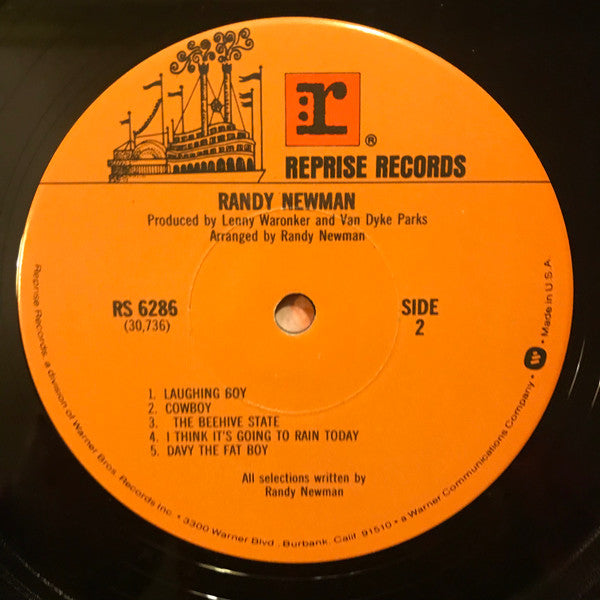 r
®
REPRISE RECORDS
RANDY NEWMAN
Produced by Lenny Waronker and Van Dyke Parks
Arranged by Randy Newman
RS 6286
(30,736)
SIDE
2
1. LAUGHING BOY
2. COWBOY
3. THE BEEHIVE STATE
4. I THINK IT'S GOING TO RAIN TODAY
5. DAVY THE FAT BOY
All selections written by
Randy Newman
Reprise Records, a division of Warner Bros. Records Inc. • 3300 Warner Blvd., Burbank, Calif. 91510 • a Warner Communications Company • W • Made in U.S.A.